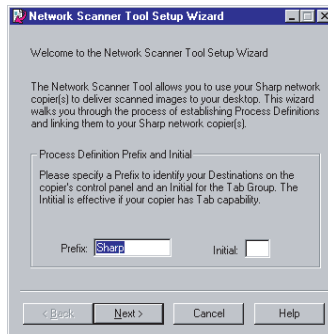 Network Scanner Tool Setup Wizard
Welcome to the Network Scanner Tool Setup Wizard
The Network Scanner Tool allows you to use your Sharp network
copier(s) to deliver scanned images to your desktop. This wizard
walks you through the process of establishing Process Definitions
and linking them to your Sharp network copier(s).
Process Definition Prefix and Initial
Please specify a Prefix to identify your Destinations on the
copier's control panel and an Initial for the Tab Group. The
Intitial is effective if your copier has Tab capability.
Prefix: Sharp Initial:
< Back Next > Cancel Help